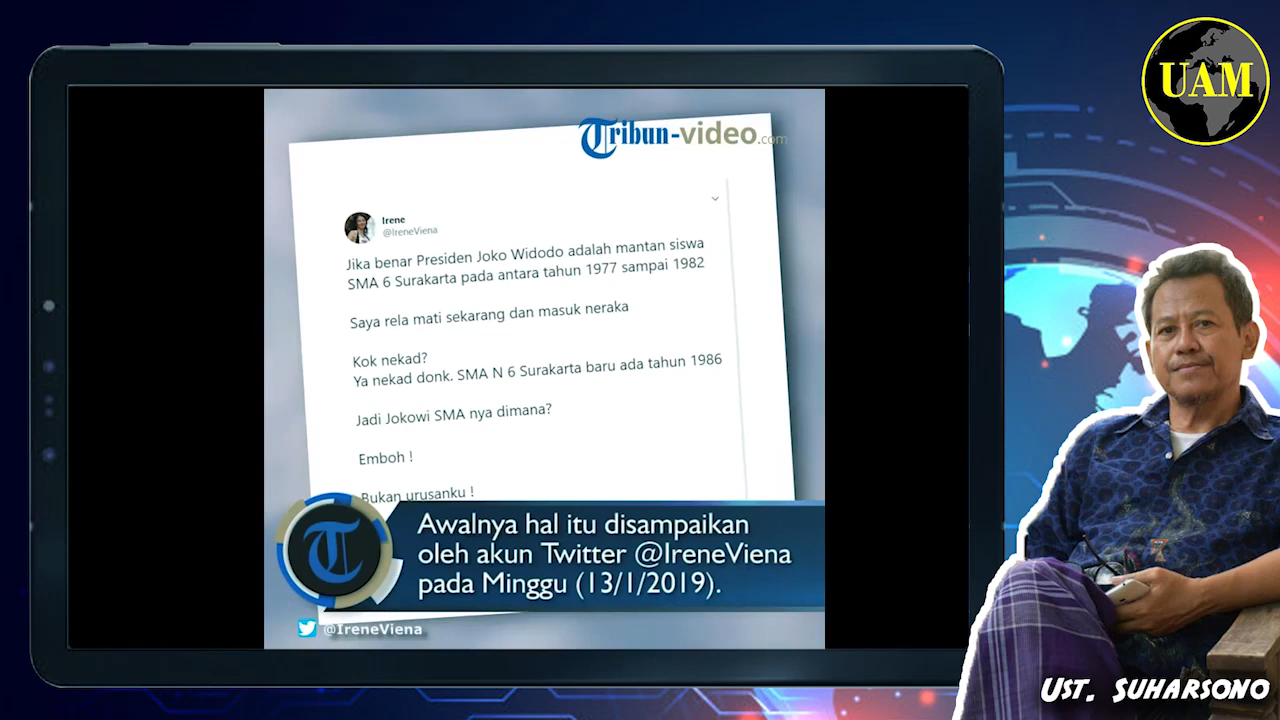 UAM
Tribun-video.com
Irene
@IreneViena
Jika benar Presiden Joko Widodo adalah mantan siswa
SMA 6 Surakarta pada antara tahun 1977 sampai 1982
Saya rela mati sekarang dan masuk neraka
Kok nekad?
Ya nekad donk. SMA N 6 Surakarta baru ada tahun 1986
Jadi Jokowi SMA nya dimana?
Emboh !
Bukan urusanku !
Awalnya hal itu disampaikan
oleh akun Twitter @IreneViena
pada Minggu (13/1/2019).
@IreneViena
UST. SUHARSONO